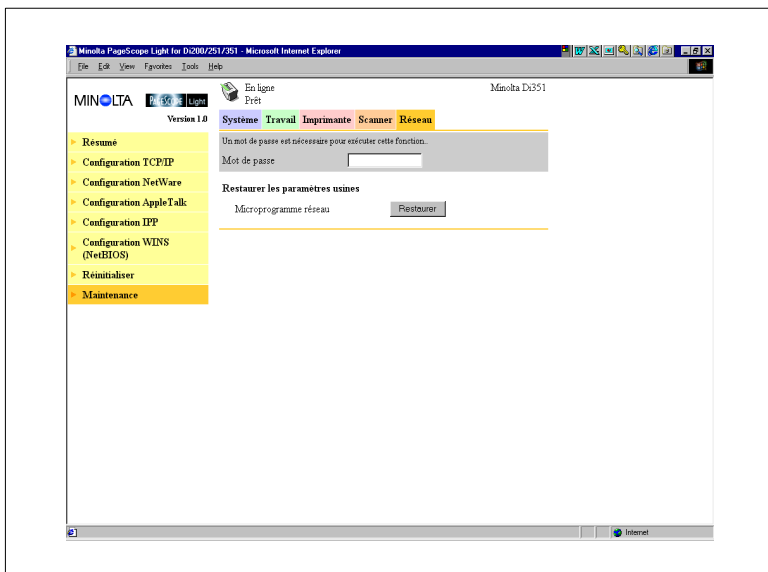 Minolta PageScope Light for Di200/251/351 - Microsoft Internet Explorer
File Edit View Favorites Tools Help
MINOLTA PAGESCOPE Light
Version 1.0
En ligne
Prêt
Minolta Di351
Système Travail Imprimante Scanner Réseau
Résumé
Configuration TCP/IP
Configuration NetWare
Configuration AppleTalk
Configuration IPP
Configuration WINS
(NetBIOS)
Réinitialiser
Maintenance
Un mot de passe est nécessaire pour exécuter cette fonction..
Mot de passe
Restaurer les paramètres usines
Microprogramme réseau Restaurer
Internet